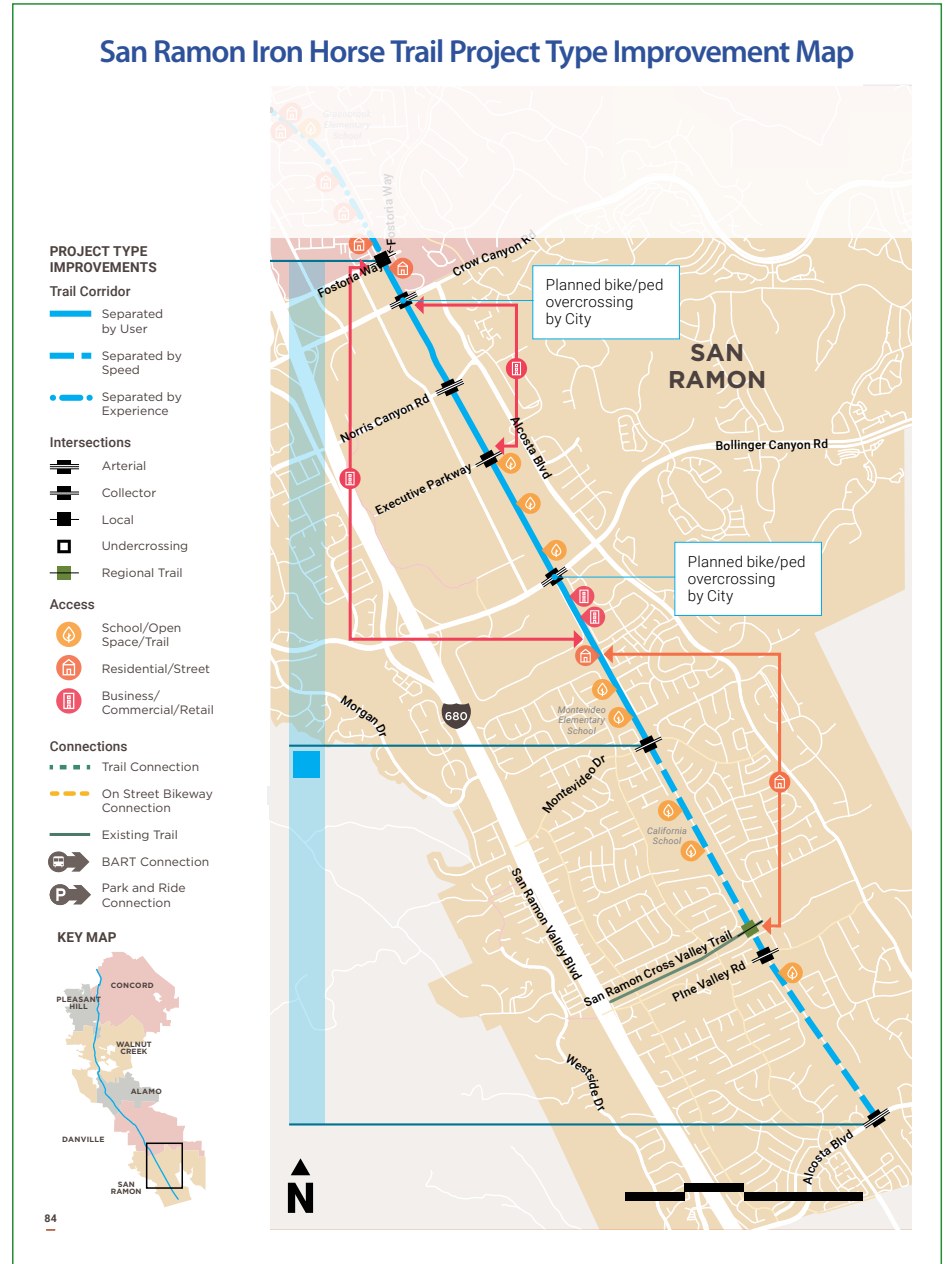 San Ramon Iron Horse Trail Project Type Improvement Map
PROJECT TYPE
IMPROVEMENTS
Trail Corridor
Separated
by User
Separated by
Speed
Separated by
Experience
Intersections
Arterial
Collector
Local
Undercrossing
Regional Trail
Access
School/Open
Space/Trail
Residential/Street
Business/
Commercial/Retail
Connections
Trail Connection
On Street Bikeway
Connection
Existing Trail
BART Connection
P
Park and Ride
Connection
KEY MAP
CONCORD
PLEASANT
HILL
WALNUT
CREEK
ALAMO
DANVILLE
SAN
RAMON
84
Elementary
School
Fostoria Way
Fostoria Way
Crow Canyon Rd
Planned bike/ped
overcrossing
by City
SAN
RAMON
Norris Canyon Rd
Alcosta Blvd
Bollinger Canyon Rd
Executive Parkway
Planned bike/ped
overcrossing
by City
Morgan Dr
680
Montevideo
Elementary
School
Montevideo Dr
California
School
San Ramon Valley Blvd
San Ramon Cross Valley Trail
PIne Valley Rd
Westside Dr
Alcosta Blvd
N